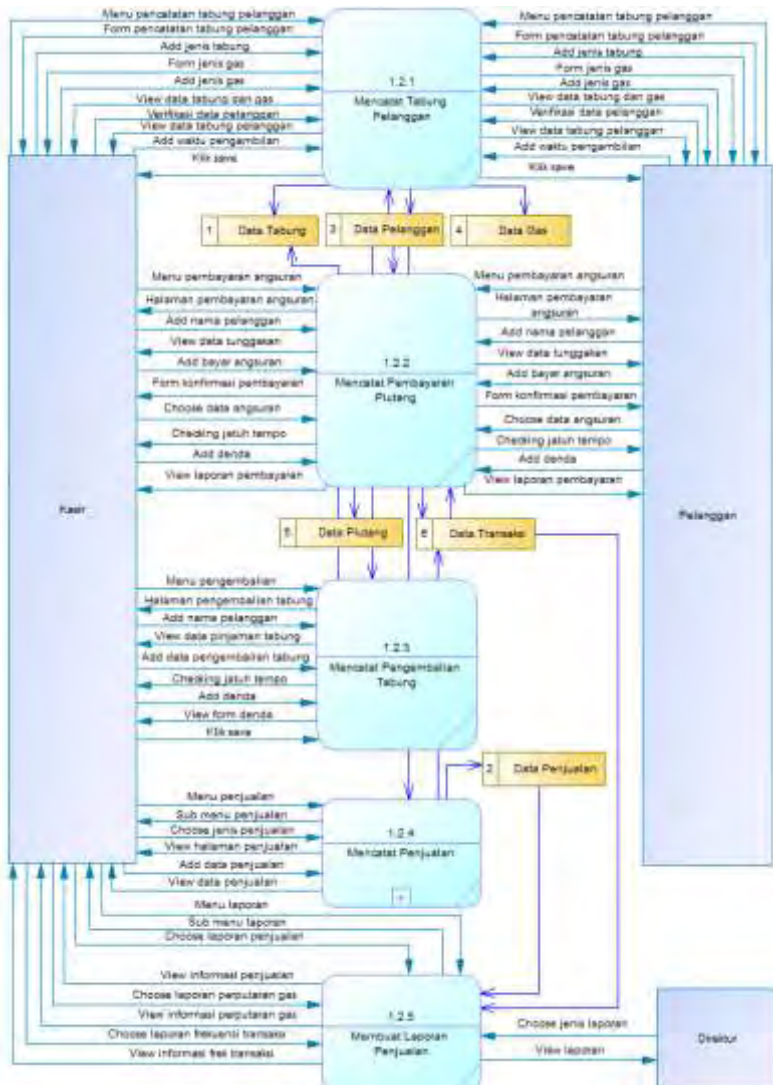 Menu pencatatan tabung pelanggan
Form pencatatan tabung pelanggan
Add jenis tabung
Form jenis gas
Add jenis gas
View data tabung dan gas
Verifikasi data pelanggan
View data tabung pelanggan
Add waktu pengambilan
Klik save
1.2.1
Mencatat Tabung
Pelanggan
Menu pencatatan tabung pelanggan
Form pencatatan tabung pelanggan
Add jenis tabung
Form jenis gas
Add jenis gas
View data tabung dan gas
Verifikasi data pelanggan
View data tabung pelanggan
Add waktu pengambilan
Klik save
1 Data Tabung
3 Data Pelanggan
4 Data Gas
Menu pembayaran angsuran
Halaman pembayaran angsuran
Add nama pelanggan
View data tunggakan
Add bayar angsuran
Form konfirmasi pembayaran
Choose data angsuran
Checking jatuh tempo
Add denda
View laporan pembayaran
1.2.2
Mencatat Pembayaran
Piutang
Menu pembayaran angsuran
Halaman pembayaran
angsuran
Add nama pelanggan
View data tunggakan
Add bayar angsuran
Form konfirmasi pembayaran
Choose data angsuran
Checking jatuh tempo
Add denda
View laporan pembayaran
Kasir
Pelanggan
5 Data Piutang
6 Data Transaksi
Menu pengembalian
Halaman pengembalian tabung
Add nama pelanggan
View data pinjaman tabung
Add data pengembalian tabung
Checking jatuh tempo
Add denda
View form denda
Klik save
1.2.3
Mencatat Pengembalian
Tabung
2 Data Penjualan
Menu penjualan
Sub menu penjualan
Choose jenis penjualan
View halaman penjualan
Add data penjualan
View data penjualan
1.2.4
Mencatat Penjualan
+
Menu laporan
Sub menu laporan
Choose laporan penjualan
View informasi penjualan
Choose laporan perputaran gas
View informasi perputaran gas
Choose laporan frekuensi transaksi
View informasi frek transaksi
1.2.5
Membuat Laporan
Penjualan
Choose jenis laporan
View laporan
Direktur